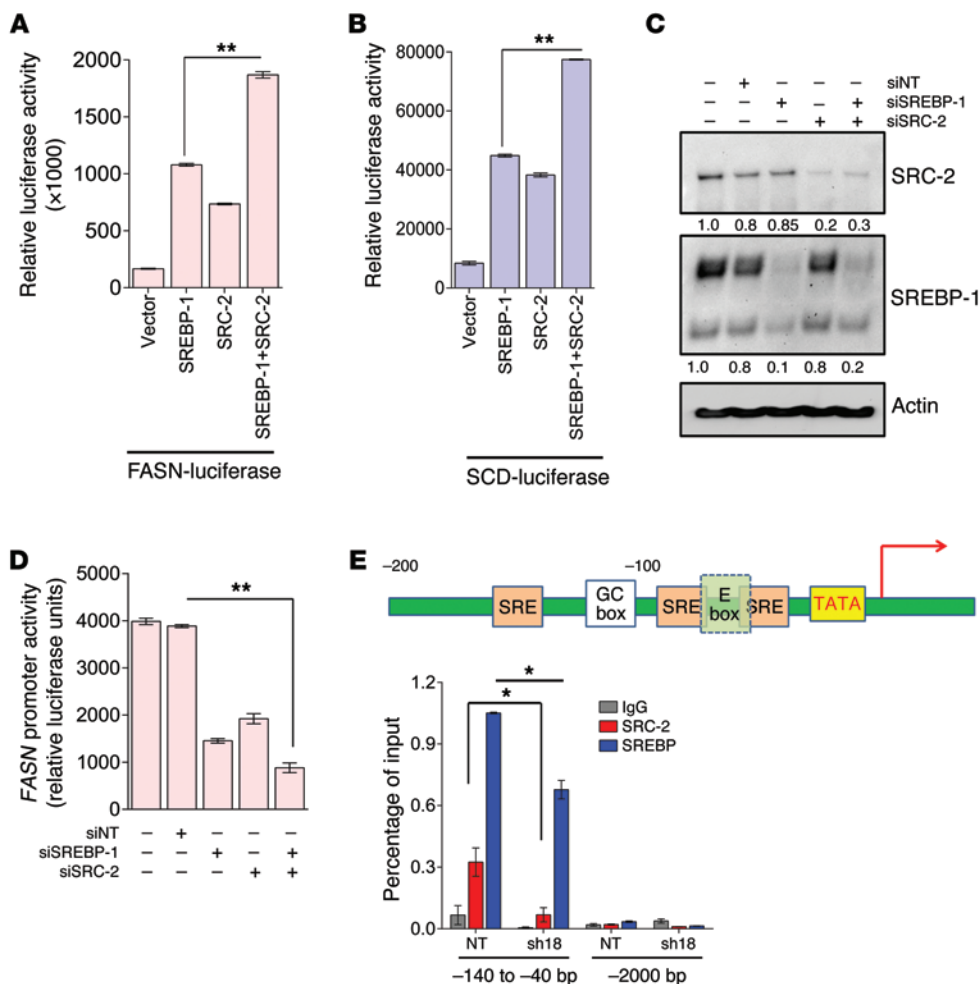 A
Relative luciferase activity
(×1000)
2000
1500
1000
500
0
**
Vector
SREBP-1
SRC-2
SREBP-1+SRC-2
FASN-luciferase
B
Relative luciferase activity
80000
60000
40000
20000
0
**
Vector
SREBP-1
SRC-2
SREBP-1+SRC-2
SCD-luciferase
C
– + – – – siNT
– – + – + siSREBP-1
– – – + + siSRC-2
SRC-2
1.0 0.8 0.85 0.2 0.3
SREBP-1
1.0 0.8 0.1 0.8 0.2
Actin
D
FASN promoter activity
(relative luciferase units)
5000
4000
3000
2000
1000
0
**
siNT – + – – –
siSREBP-1 – – + – +
siSRC-2 – – – + +
E
–200 –100
SRE GC box SRE E box SRE TATA
Percentage of input
1.2
0.9
0.6
0.3
0.0
* *
IgG
SRC-2
SREBP
NT sh18 NT sh18
–140 to –40 bp –2000 bp